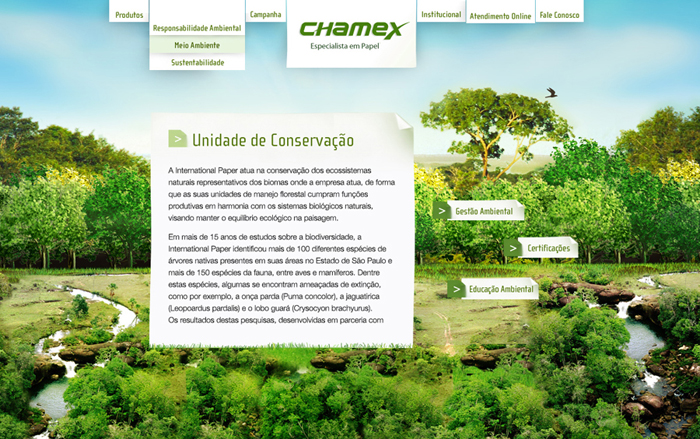 Produtos
Responsabilidade Ambiental
Meio Ambiente
Sustentabilidade
Campanha
CHAMEX
Especialista em Papel
Institucional
Atendimento Online
Fale Conosco
> Unidade de Conservação
A International Paper atua na conservação dos ecossistemas
naturais representativos dos biomas onde a empresa atua, de forma
que as suas unidades de manejo florestal cumpram funções
produtivas em harmonia com os sistemas biológicos naturais,
visando manter o equilíbrio ecológico na paisagem.
Em mais de 15 anos de estudos sobre a biodiversidade, a
International Paper identificou mais de 100 diferentes espécies de
árvores nativas presentes em suas áreas no Estado de São Paulo e
mais de 150 espécies da fauna, entre aves e mamíferos. Dentre
estas espécies, algumas se encontram ameaçadas de extinção,
como por exemplo, a onça parda (Puma concolor), a jaguatirica
(Leopoardus pardalis) e o lobo guará (Crysocyon brachyurus).
Os resultados destas pesquisas, desenvolvidas em parceria com
> Gestão Ambiental
> Certificações
> Educação Ambiental